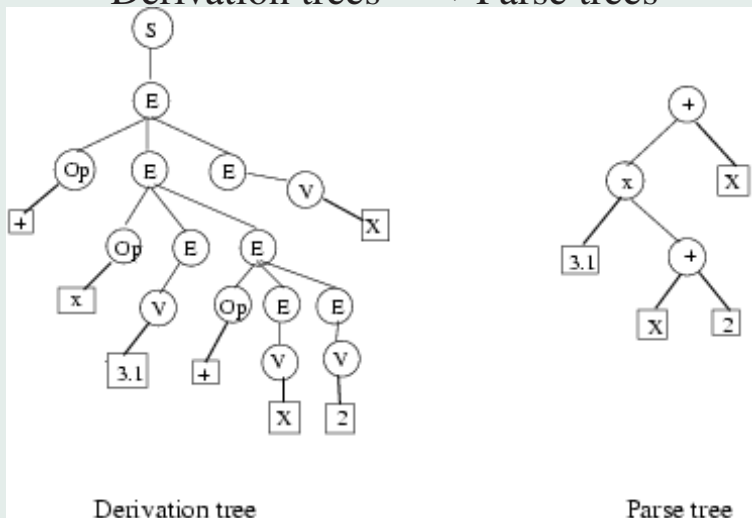 Derivation trees Parse trees
S
E
Op E E
V
+ X
Op E E
x V Op E E
3.1 + V V
X 2
Derivation tree
+
x X
3.1 +
X 2
Parse tree